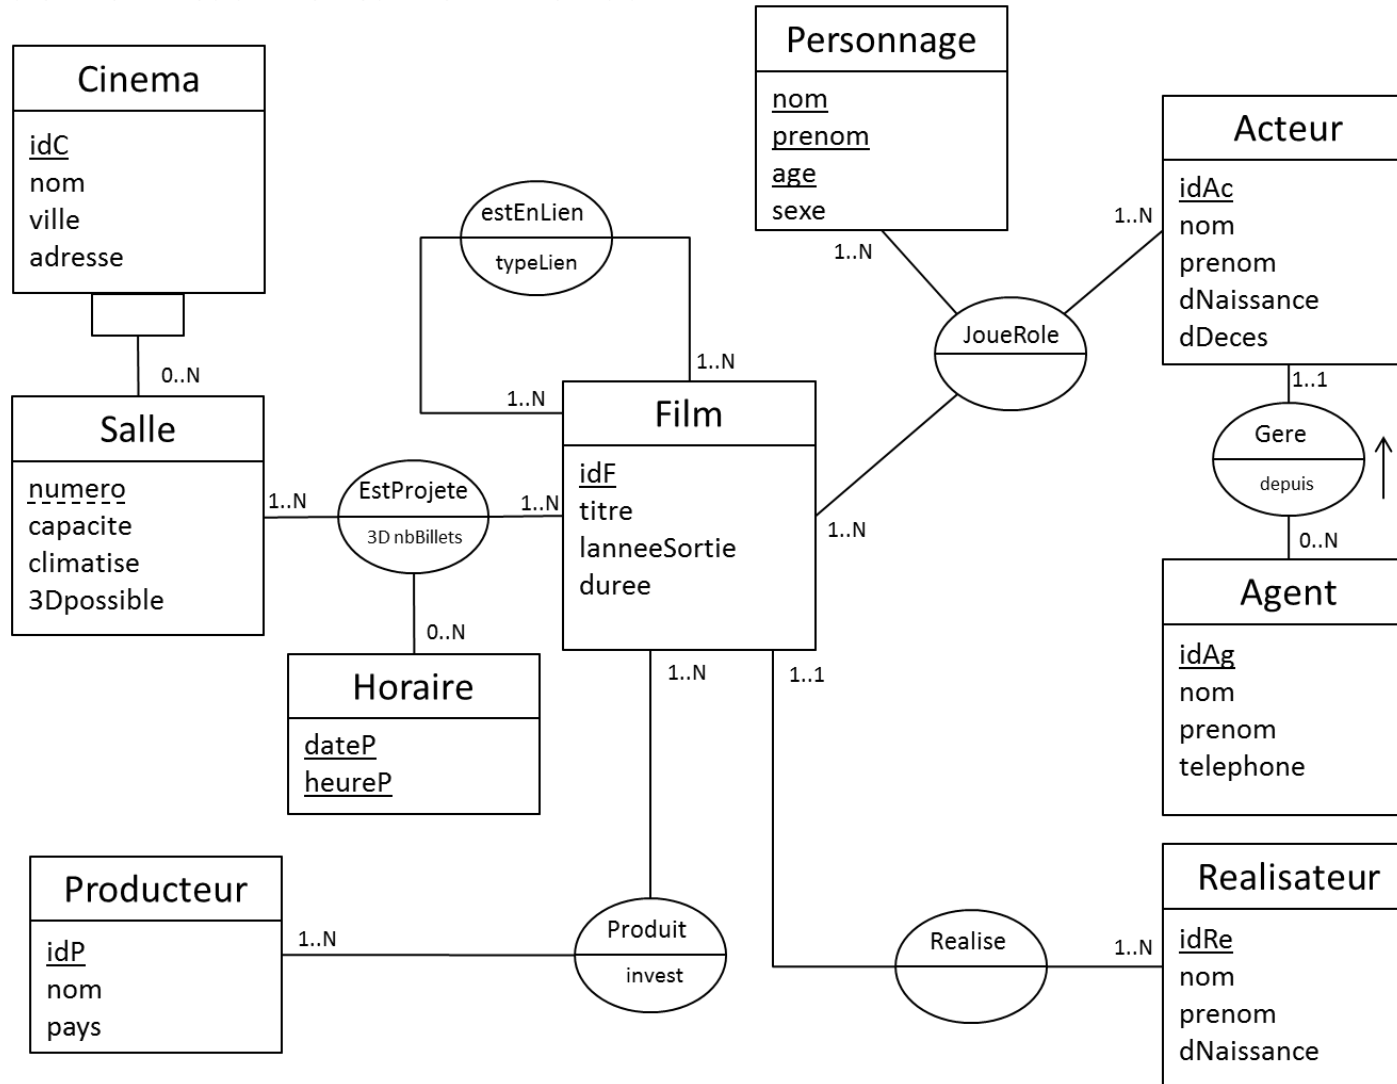 Cinema
idC
nom
ville
adresse
0..N
Salle
numero
capacite
climatise
3Dpossible
1..N
EstProjete
3D nbBillets
1..N
0..N
Horaire
dateP
heureP
estEnLien
typeLien
1..N
1..N
Film
idF
titre
lanneeSortie
duree
1..N
1..1
1..N
Personnage
nom
prenom
age
sexe
1..N
JoueRole
1..N
Acteur
idAc
nom
prenom
dNaissance
dDeces
1..1
Gere
depuis
0..N
Agent
idAg
nom
prenom
telephone
Producteur
idP
nom
pays
1..N
Produit
invest
Realise
1..N
Realisateur
idRe
nom
prenom
dNaissance